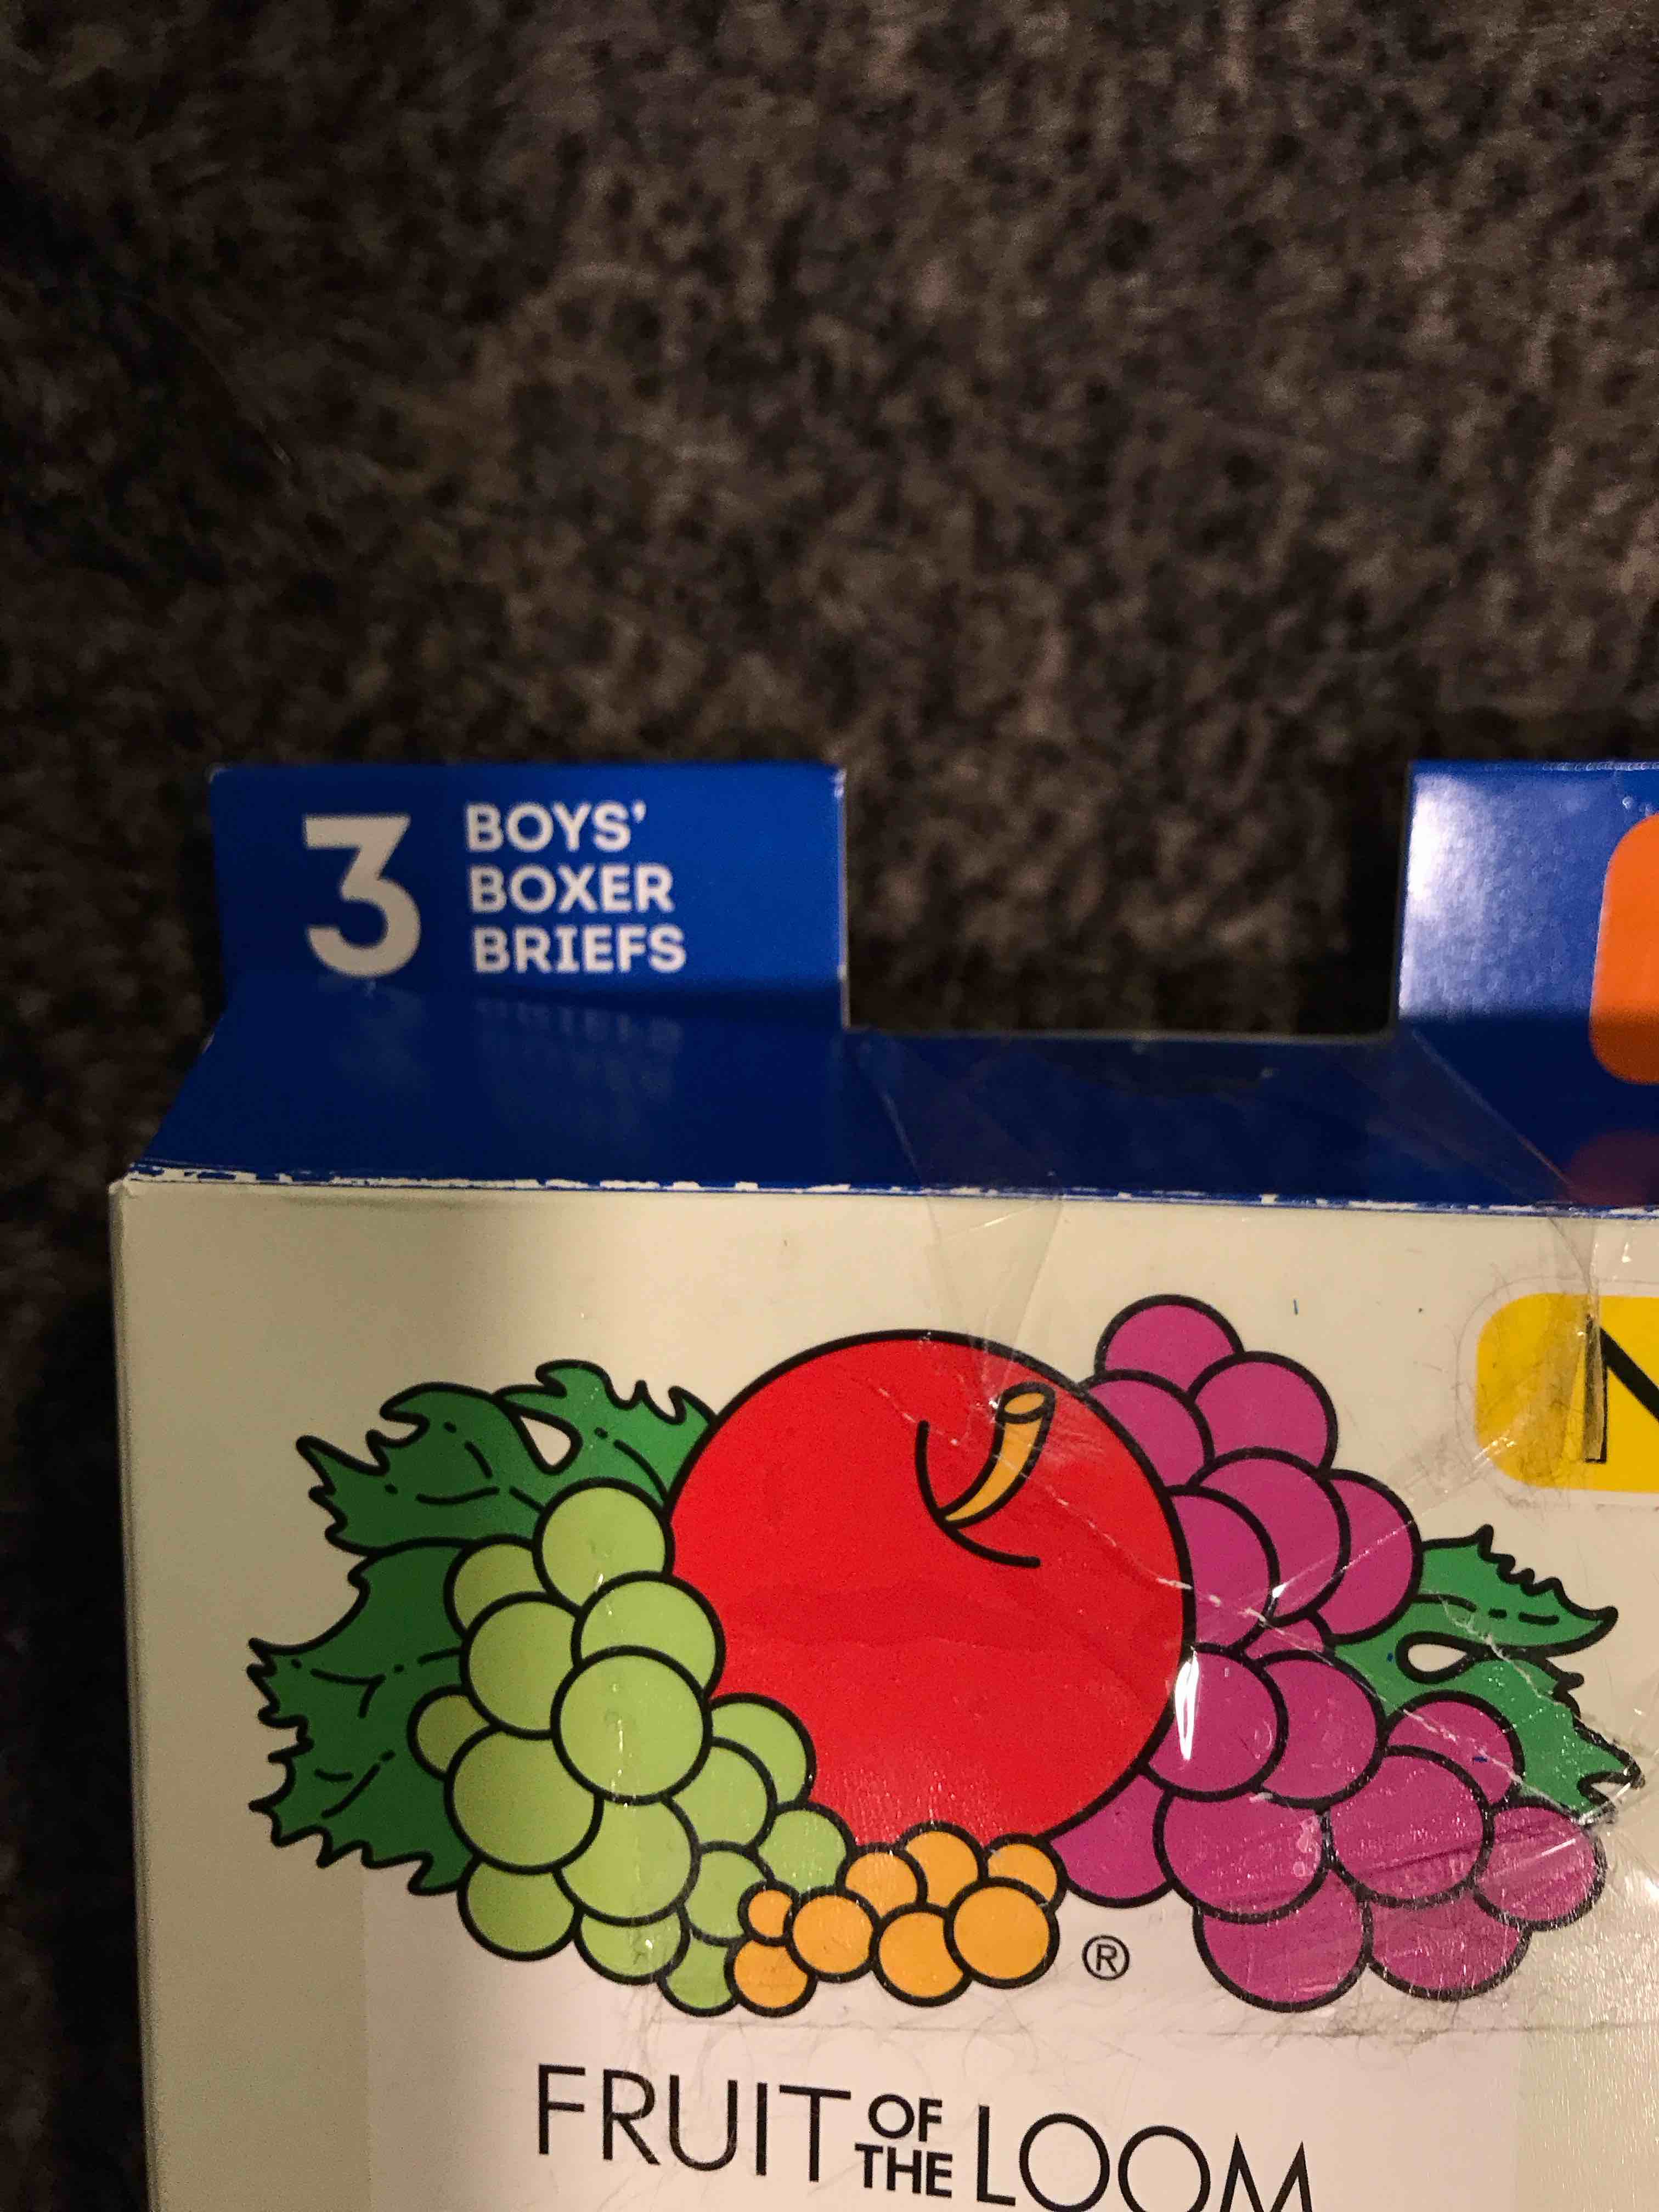 3 BOYS'
BOXER
BRIEFS
N
®
FRUIT OF THE LOOM